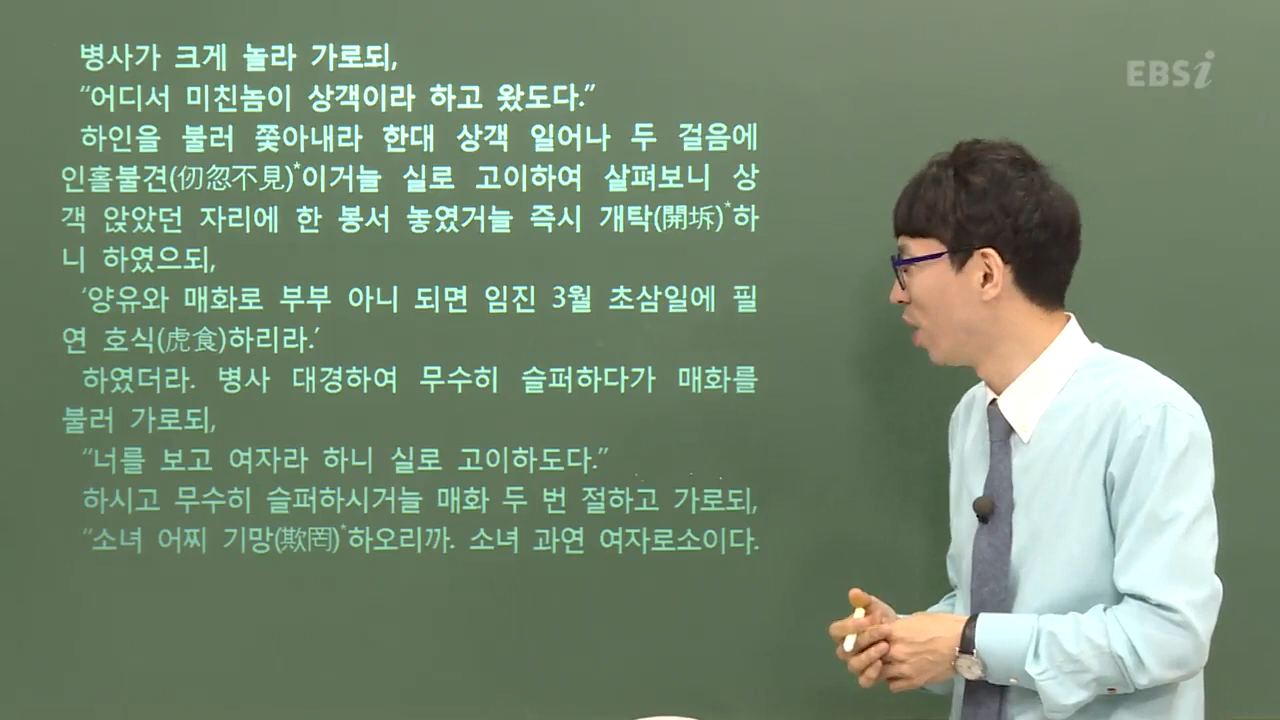 병사가 크게 놀라 가로되,
“어디서 미친놈이 상객이라 하고 왔도다.”
하인을 불러 쫓아내라 한대 상객 일어나 두 걸음에
인홀불견(仞忽不見)*이거늘 실로 고이하여 살펴보니 상
객 앉았던 자리에 한 봉서 놓였거늘 즉시 개탁(開坼)*하
니 하였으되,
‘양유와 매화로 부부 아니 되면 임진 3월 초삼일에 필
연 호식(虎食)하리라.’
하였더라. 병사 대경하여 무수히 슬퍼하다가 매화를
불러 가로되,
“너를 보고 여자라 하니 실로 고이하도다.”
하시고 무수히 슬퍼하시거늘 매화 두 번 절하고 가로되,
“소녀 어찌 기망(欺罔)*하오리까. 소녀 과연 여자로소이다.
EBSi